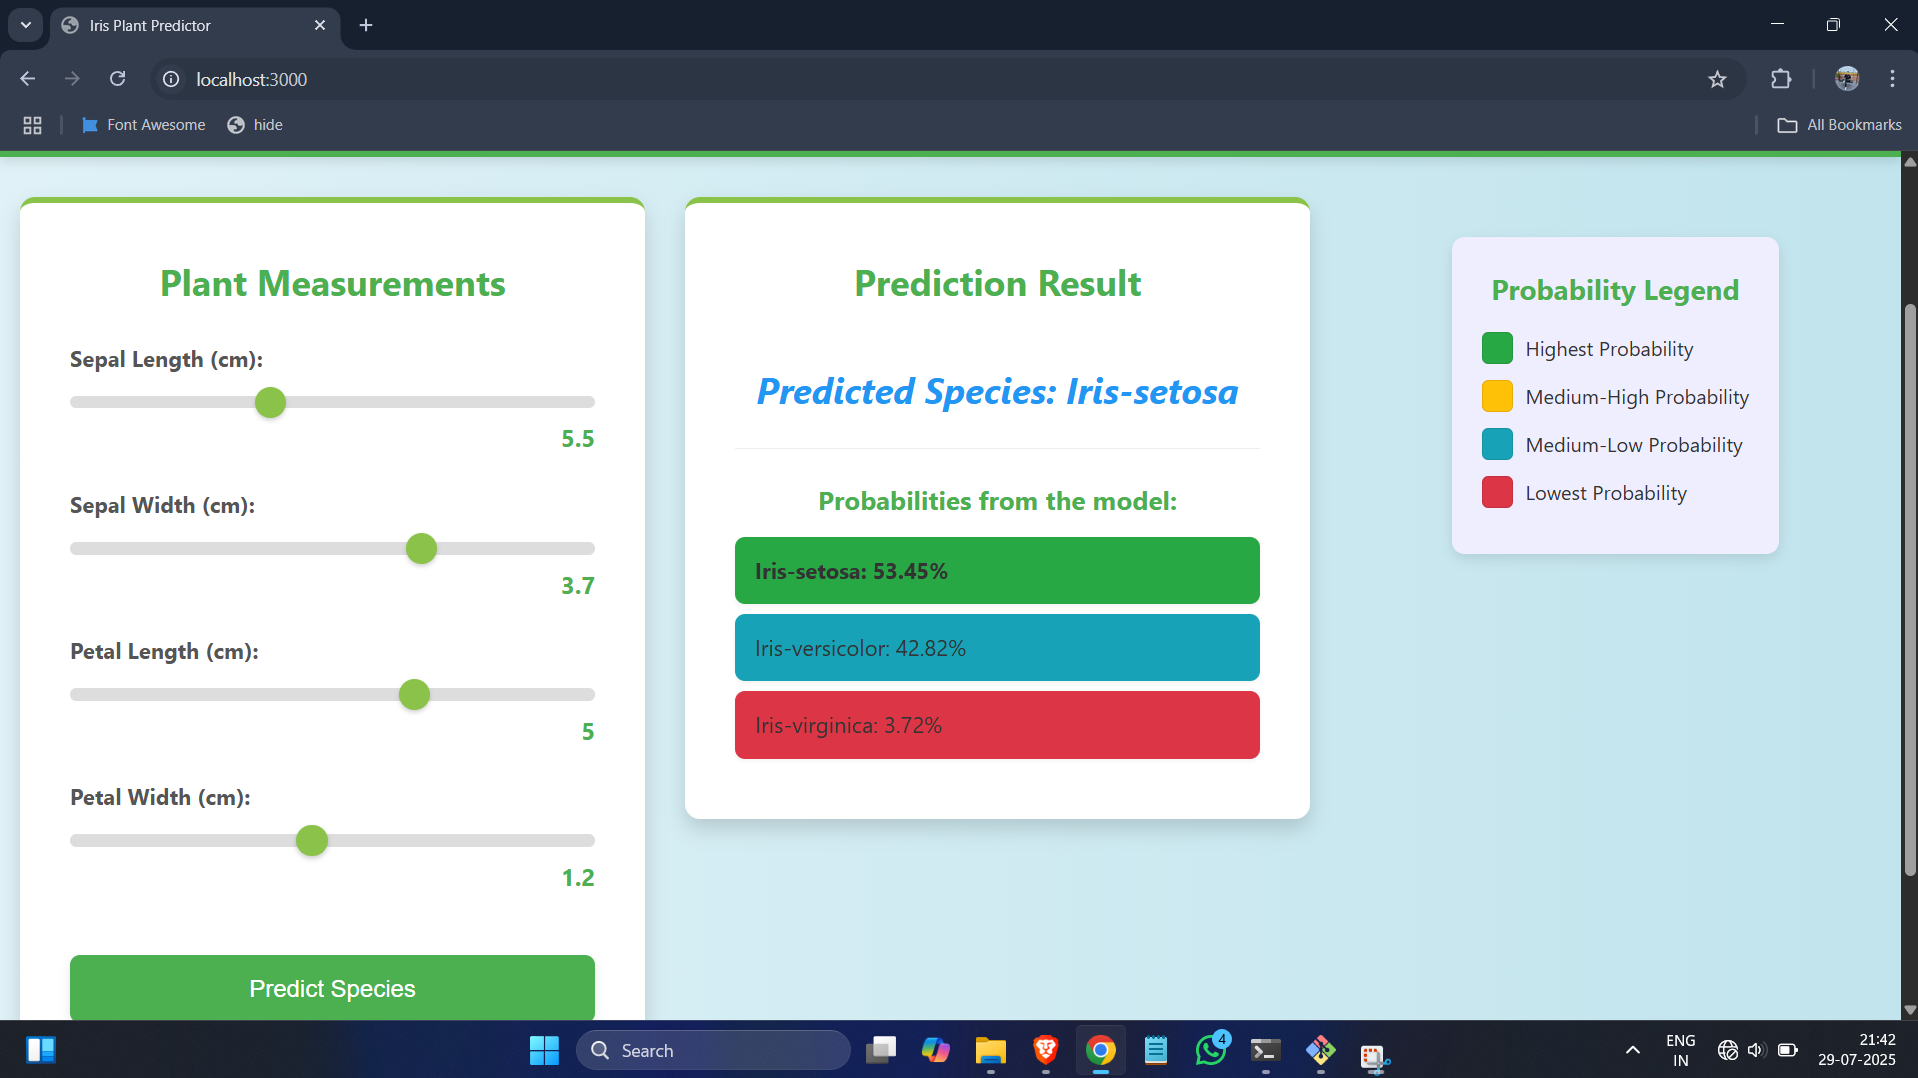 Iris Plant Predictor
localhost:3000
Font Awesome
hide
All Bookmarks
Plant Measurements
Sepal Length (cm):
5.5
Sepal Width (cm):
3.7
Petal Length (cm):
5
Petal Width (cm):
1.2
Predict Species
Prediction Result
Predicted Species: Iris-setosa
Probabilities from the model:
Iris-setosa: 53.45%
Iris-versicolor: 42.82%
Iris-virginica: 3.72%
Probability Legend
Highest Probability
Medium-High Probability
Medium-Low Probability
Lowest Probability
Search
4
ENG
IN
21:42
29-07-2025